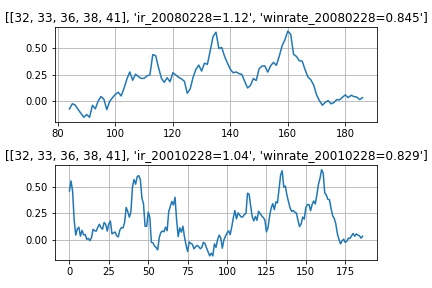 [[32, 33, 36, 38, 41], 'ir_20080228=1.12', 'winrate_20080228=0.845']
0.50
0.25
0.00
80 100 120 140 160 180
[[32, 33, 36, 38, 41], 'ir_20010228=1.04', 'winrate_20010228=0.829']
0.50
0.25
0.00
0 25 50 75 100 125 150 175